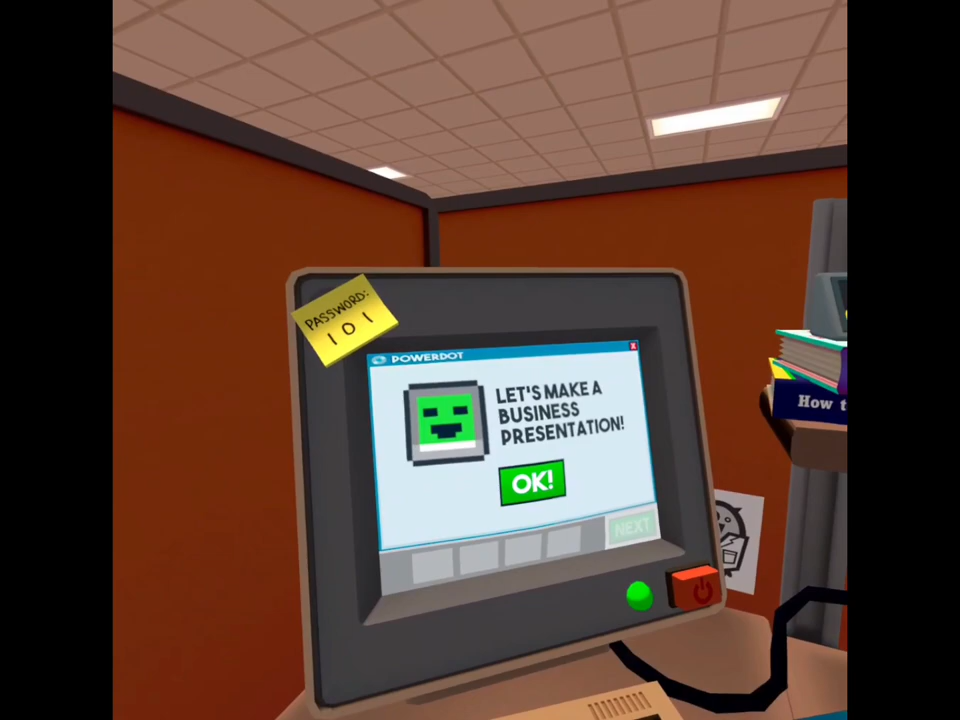 PASSWORD:
101
POWERDOT
LET'S MAKE A
BUSINESS
PRESENTATION!
OK!
NEXT
How t